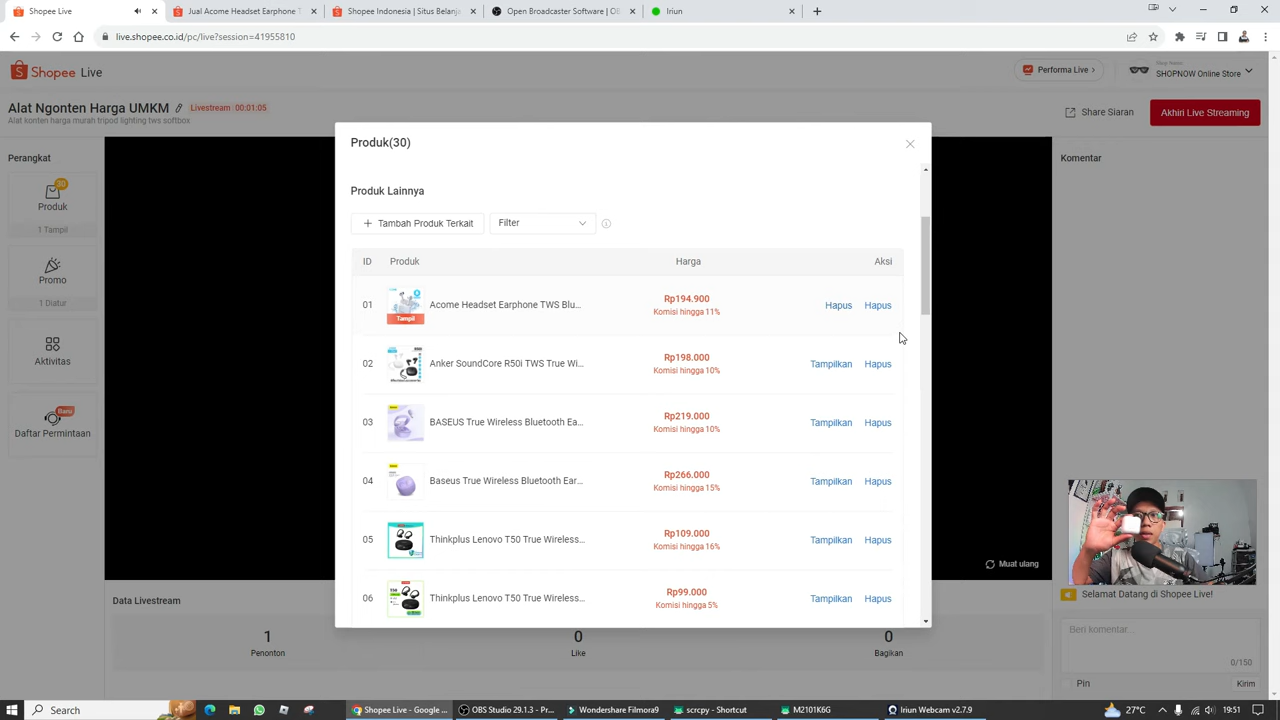 Shopee Live
Jual Acome Headset Earphone T
Shopee Indonesia | Situs Belanja
Open Broadcaster Software | OB
Iriun
live.shopee.co.id/pc/live?session=41955810
Shopee Live
Performa Live
SHOPNOW Online Store
Alat Ngonten Harga UMKM
Livestream 00:01:05
Alat konten harga murah tripod lighting tws softbox
Share Siaran
Akhiri Live Streaming
Perangkat
30
Produk
1 Tampil
Promo
1 Diatur
Aktivitas
Baru
Daftar Permintaan
Produk(30)
Produk Lainnya
+ Tambah Produk Terkait
Filter
ID Produk Harga Aksi
01 Acome Headset Earphone TWS Blu... Rp194.900 Hapus Hapus
Tampil
Komisi hingga 11%
02 Anker SoundCore R50i TWS True Wi... Rp198.000 Tampilkan Hapus
Komisi hingga 10%
03 BASEUS True Wireless Bluetooth Ea... Rp219.000 Tampilkan Hapus
Komisi hingga 10%
04 Baseus True Wireless Bluetooth Ear... Rp266.000 Tampilkan Hapus
Komisi hingga 15%
05 Thinkplus Lenovo T50 True Wireless... Rp109.000 Tampilkan Hapus
Komisi hingga 16%
06 Thinkplus Lenovo T50 True Wireless... Rp99.000 Tampilkan Hapus
Komisi hingga 5%
Komentar
Muat ulang
Selamat Datang di Shopee Live!
Beri komentar...
0/150
Pin
Kirim
Data Livestream
1
Penonton
0
Like
0
Bagikan
Search
Shopee Live - Google ...
OBS Studio 29.1.3 - Pr...
Wondershare Filmora9
scrcpy - Shortcut
M2101K6G
Iriun Webcam v2.7.9
27°C
19:51